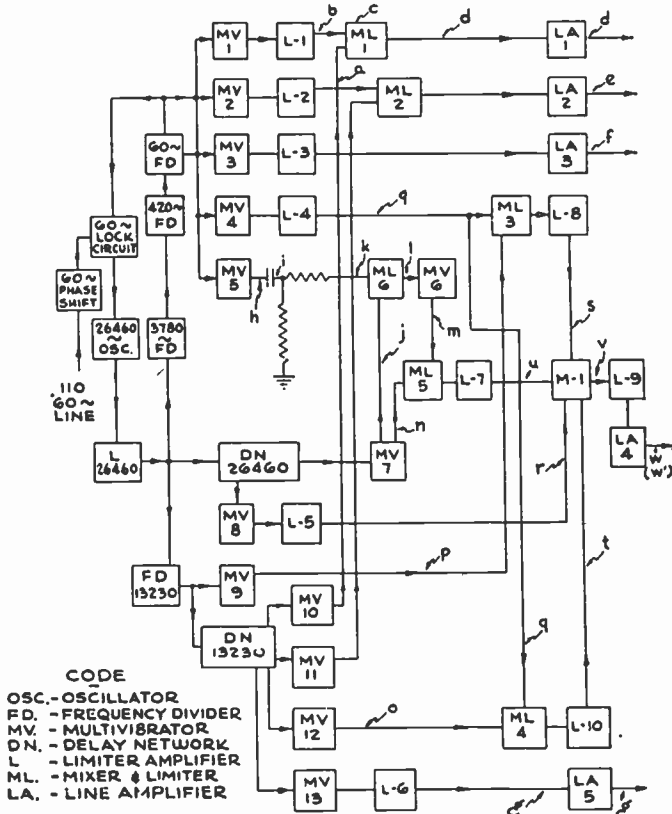 b c
MV 1 L-1 ML 1 d LA 1 d
a
MV 2 L-2 ML 2 LA 2 e
60~ FD MV 3 L-3 LA 3 f
420~ FD MV 4 L-4 q ML 3 L-8
60~ LOCK CIRCUIT
60~ PHASE SHIFT
MV 5 h i k ML 6 l MV 6
26460 ~ OSC. 3780 ~ FD
j m s
110 60~ LINE
ML 5 L-7 u M-1 v L-9
n
L 26460 DN 26460 MV 7 r LA 4 w (w')
MV 8 L-5
t
FD 13230 MV 9 p
MV 10
DN 13230
MV 11
q
MV 12 o ML 4 L-10
MV 13 L-6 LA 5
CODE
OSC.-OSCILLATOR
FD. - FREQUENCY DIVIDER
MV. - MULTIVIBRATOR
DN. - DELAY NETWORK
L - LIMITER AMPLIFIER
ML. - MIXER & LIMITER
LA. - LINE AMPLIFIER